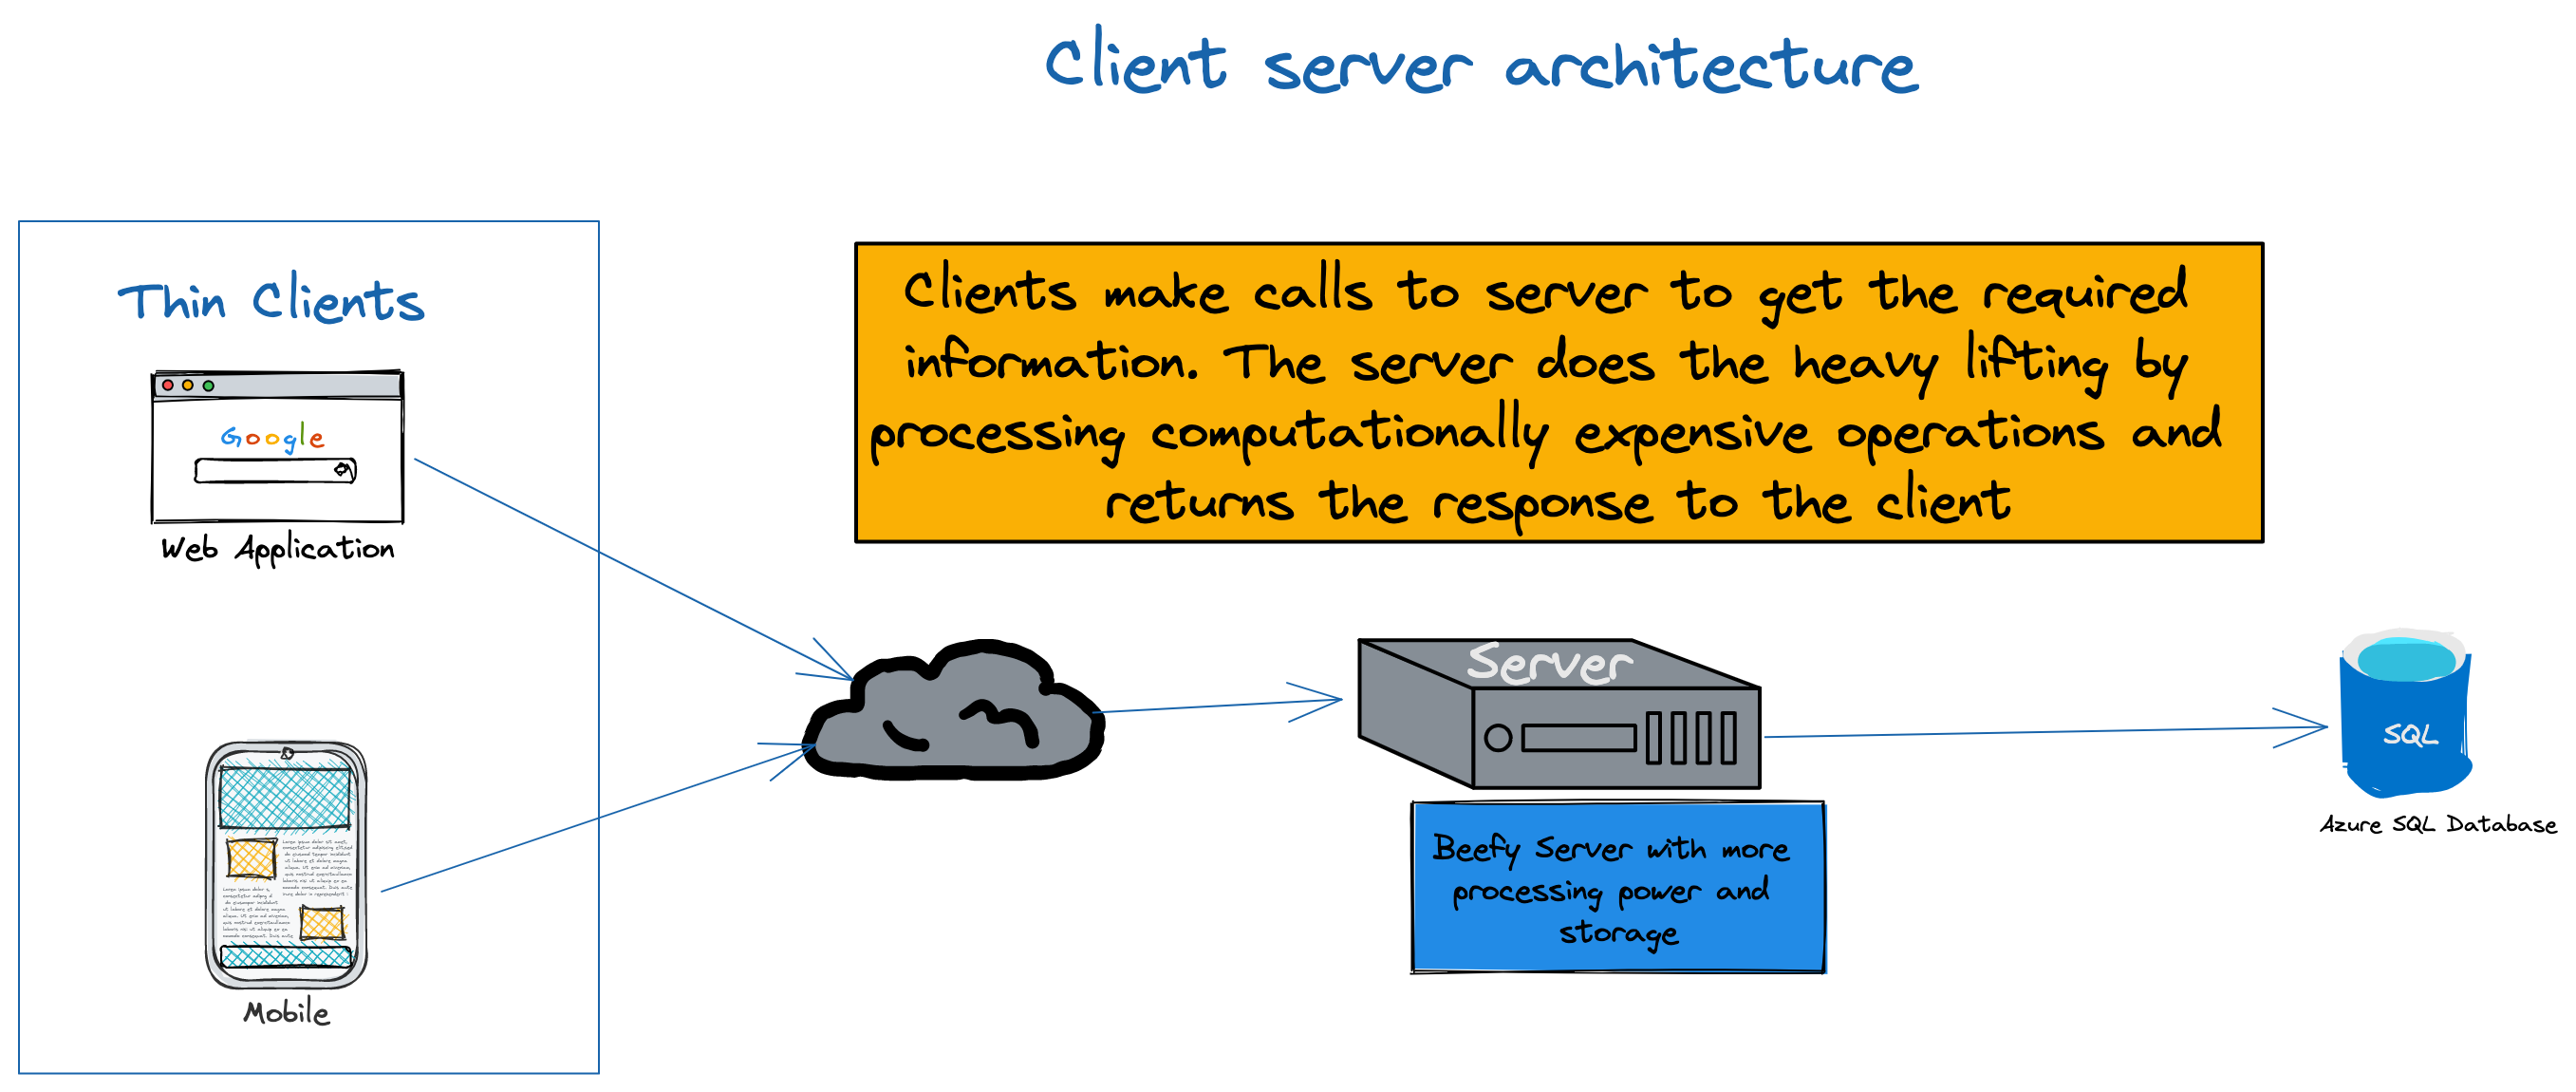 Client server architecture
Thin Clients
Google
Web Application
Mobile
Clients make calls to server to get the required
information. The server does the heavy lifting by
processing computationally expensive operations and
returns the response to the client
Server
Beefy Server with more
processing power and
storage
SQL
Azure SQL Database